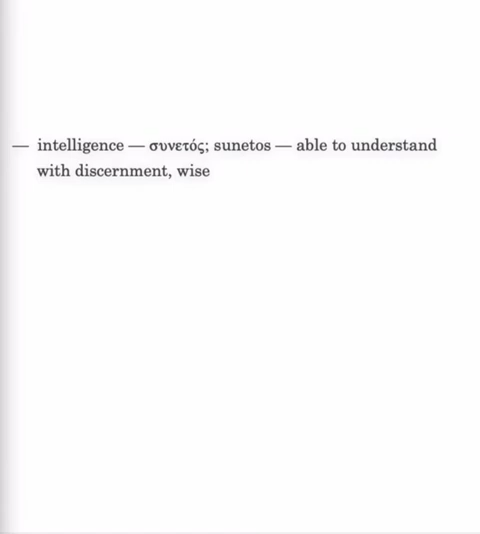 — intelligence — συνετός; sunetos — able to understand
with discernment, wise